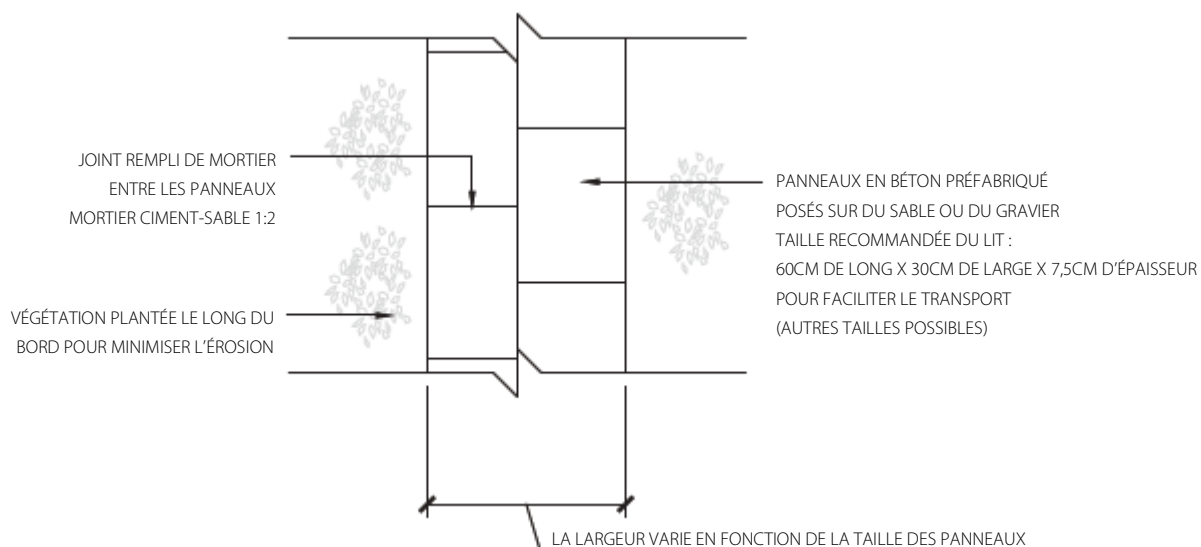 JOINT REMPLI DE MORTIER
ENTRE LES PANNEAUX
MORTIER CIMENT-SABLE 1:2
VÉGÉTATION PLANTÉE LE LONG DU
BORD POUR MINIMISER L’ÉROSION
PANNEAUX EN BÉTON PRÉFABRIQUÉ
POSÉS SUR DU SABLE OU DU GRAVIER
TAILLE RECOMMANDÉE DU LIT :
60CM DE LONG X 30CM DE LARGE X 7,5CM D’ÉPAISSEUR
POUR FACILITER LE TRANSPORT
(AUTRES TAILLES POSSIBLES)
LA LARGEUR VARIE EN FONCTION DE LA TAILLE DES PANNEAUX